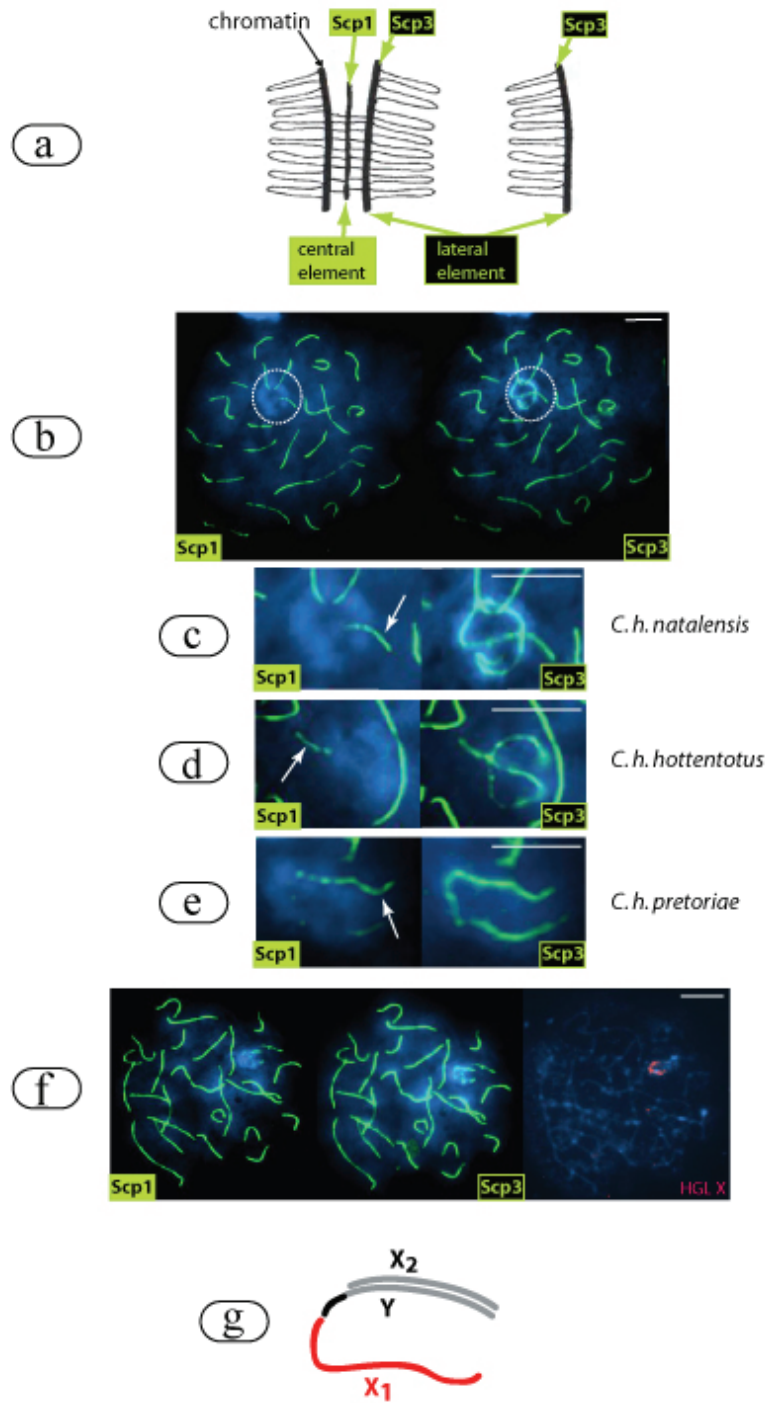 chromatin
Scp1
Scp3
Scp3
a
central
element
lateral
element
b
Scp1
Scp3
c
Scp1
Scp3
C. h. natalensis
d
Scp1
Scp3
C. h. hottentotus
e
Scp1
Scp3
C. h. pretoriae
f
Scp1
Scp3
HGL X
g
X2
Y
X1